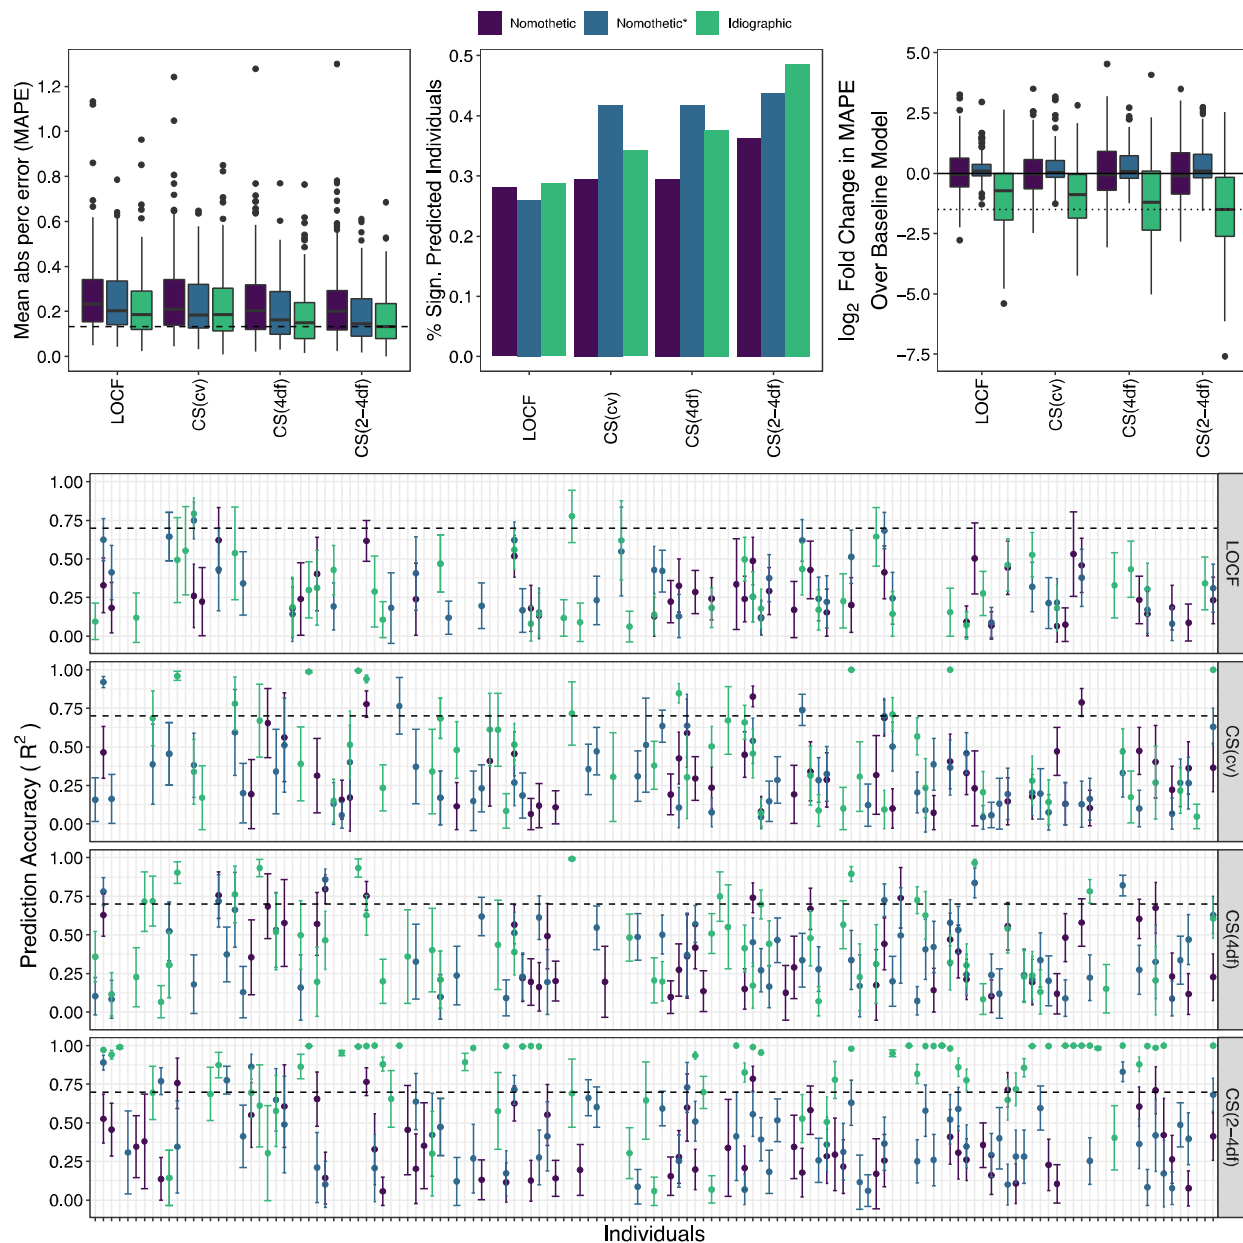 Nomothetic Nomothetic* Idiographic
Mean abs perc error (MAPE)
1.2
1.0
0.8
0.6
0.4
0.2
0.0
LOCF
CS(cv)
CS(4df)
CS(2−4df)
% Sign. Predicted Individuals
0.5
0.4
0.3
0.2
0.1
0.0
LOCF
CS(cv)
CS(4df)
CS(2−4df)
log2 Fold Change in MAPE
Over Baseline Model
5.0
2.5
0.0
−2.5
−5.0
−7.5
LOCF
CS(cv)
CS(4df)
CS(2−4df)
Prediction Accuracy ( R2 )
1.00
0.75
0.50
0.25
0.00
LOCF
1.00
0.75
0.50
0.25
0.00
CS(cv)
1.00
0.75
0.50
0.25
0.00
CS(4df)
1.00
0.75
0.50
0.25
0.00
CS(2−4df)
Individuals